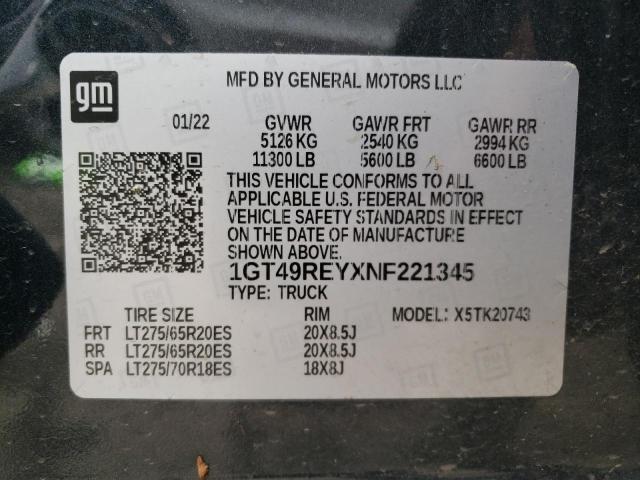 gm
MFD BY GENERAL MOTORS LLC
01/22 GVWR GAWR FRT GAWR RR
5126 KG 2540 KG 2994 KG
11300 LB 5600 LB 6600 LB
THIS VEHICLE CONFORMS TO ALL
APPLICABLE U.S. FEDERAL MOTOR
VEHICLE SAFETY STANDARDS IN EFFECT
ON THE DATE OF MANUFACTURE
SHOWN ABOVE.
1GT49REYXNF221345
TYPE: TRUCK
TIRE SIZE RIM MODEL: X5TK20743
FRT LT275/65R20ES 20X8.5J
RR LT275/65R20ES 20X8.5J
SPA LT275/70R18ES 18X8J